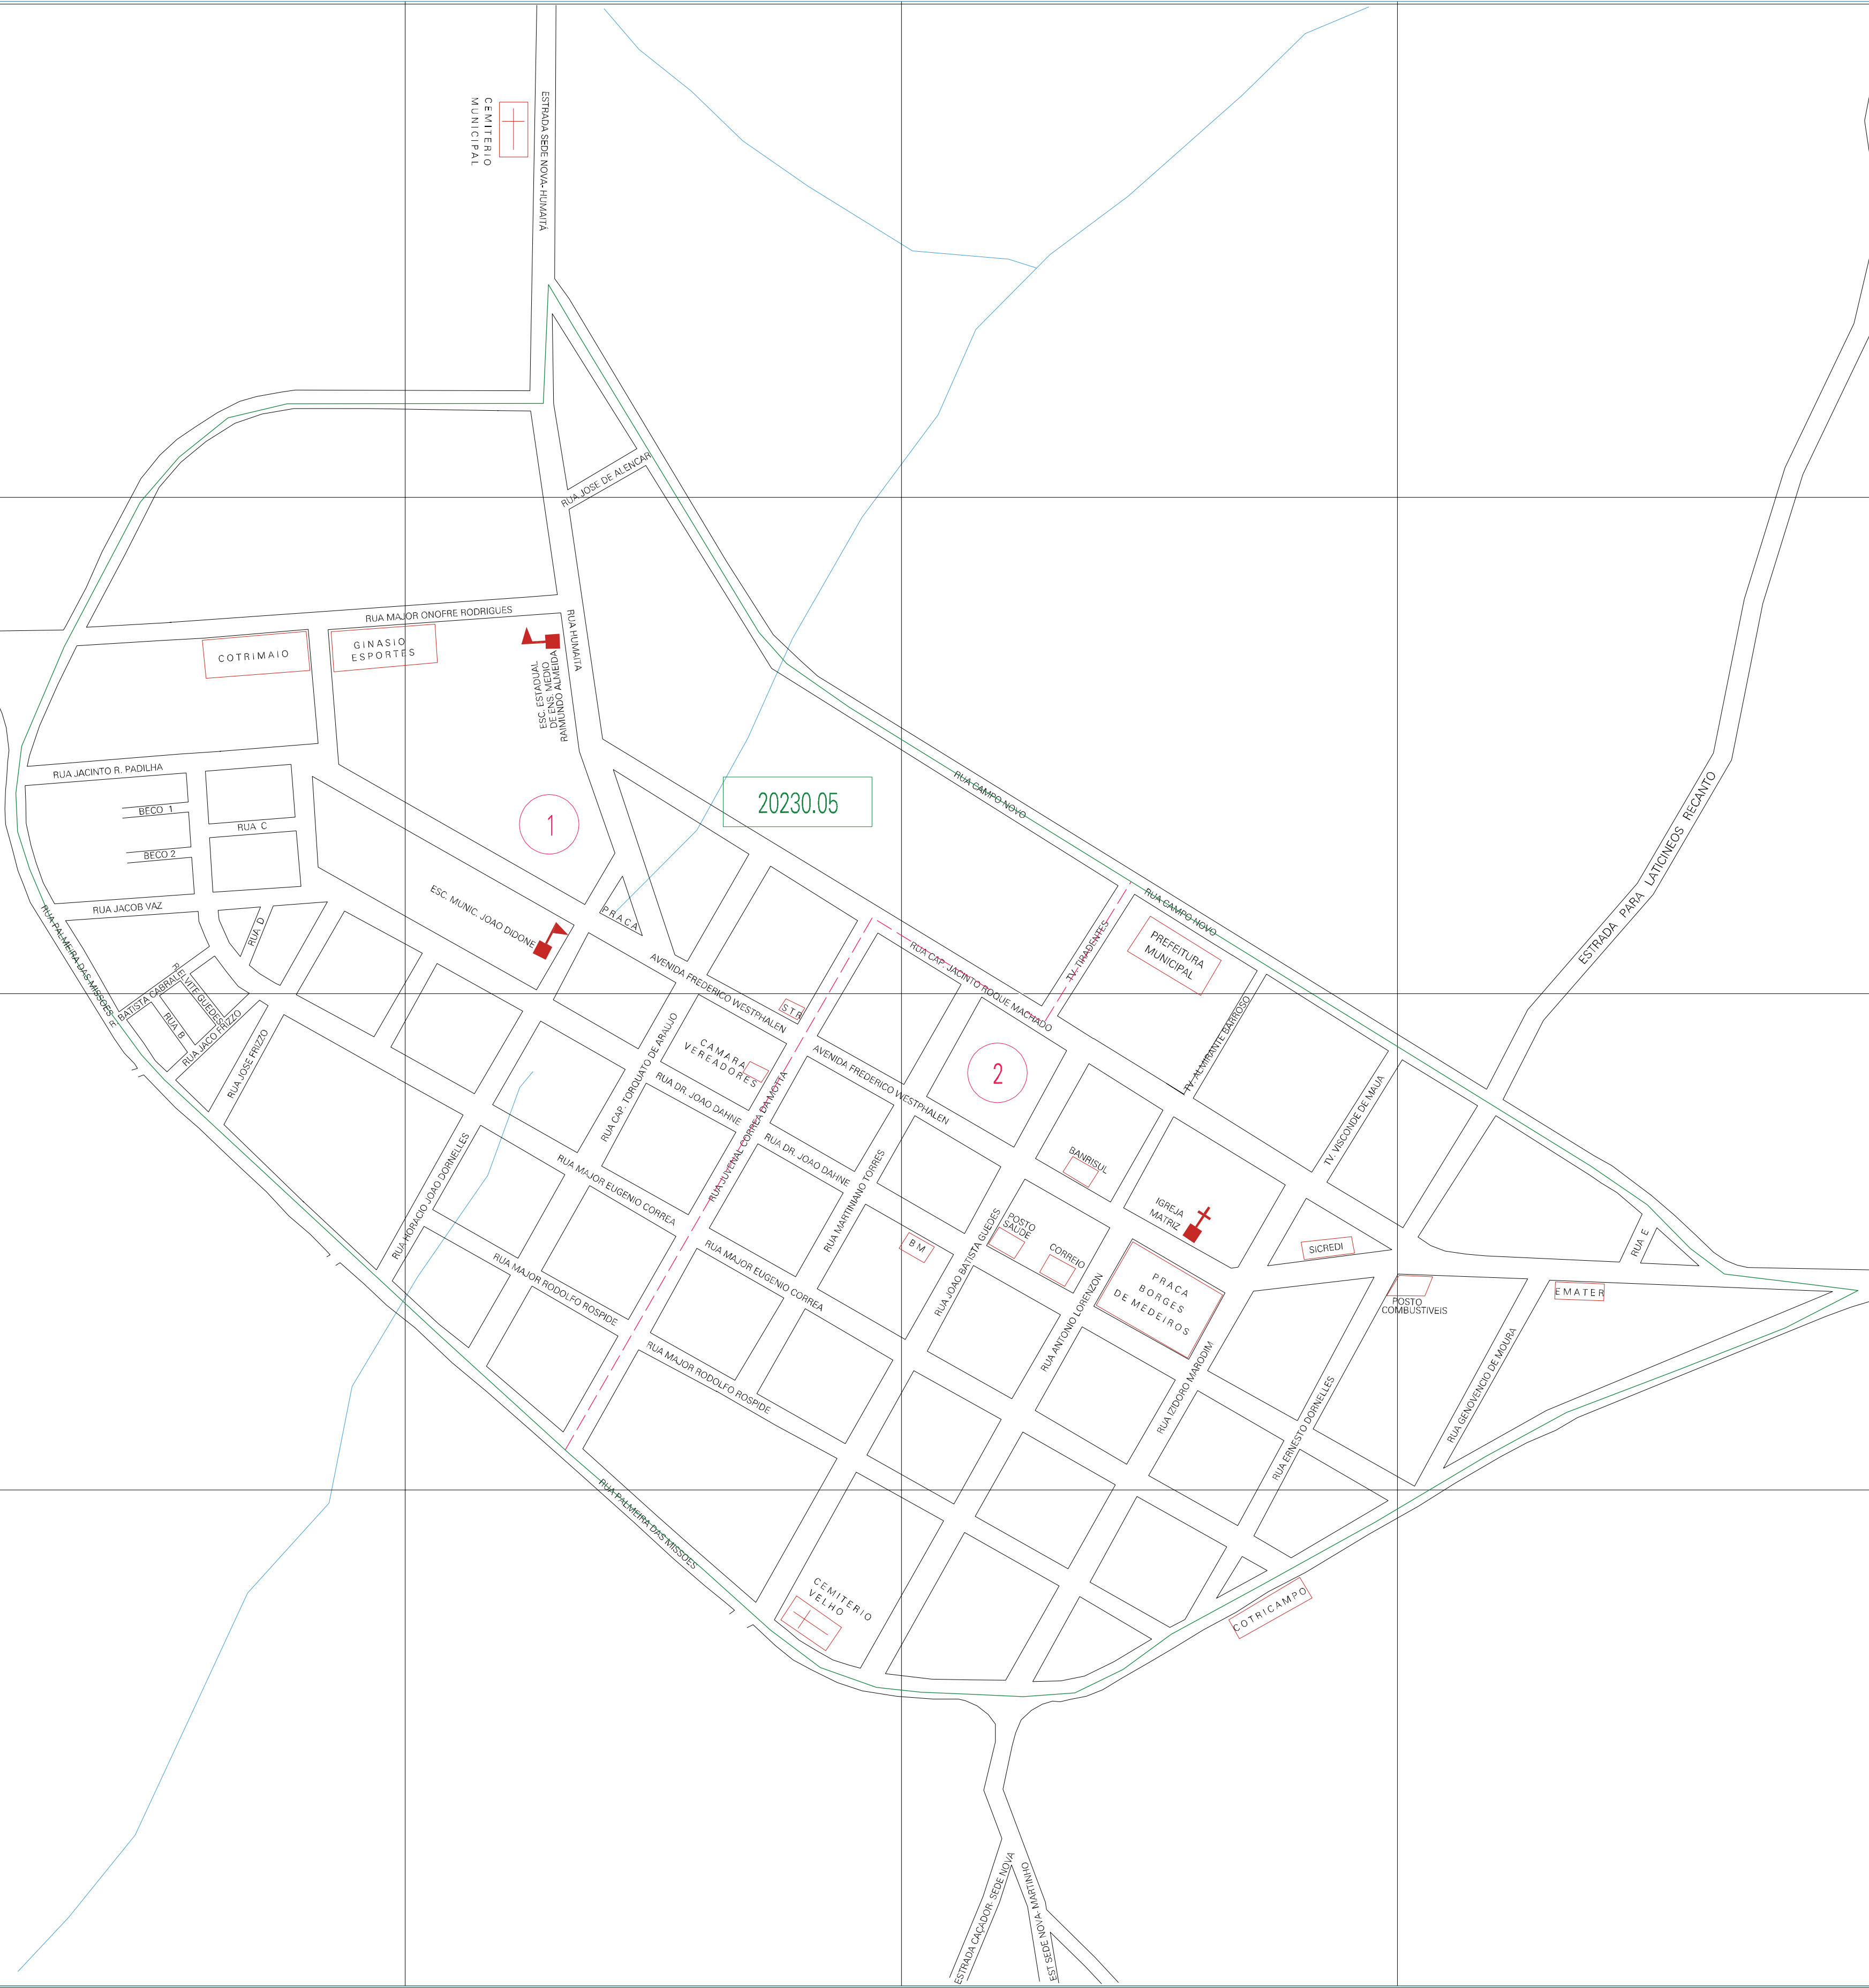 CEMITERIO
MUNICIPAL
ESTRADA SEDE NOVA-HUMAITÁ
RUA JOSE DE ALENCAR
RUA MAJOR ONOFRE RODRIGUES
RUA HUMAITA
COTRIMAIO
GINASIO
ESPORTES
ESC. ESTADUAL
DE ENS. MEDIO
RAIMUNDO ALMEIDA
RUA JACINTO R. PADILHA
BECO 1
RUA C
BECO 2
RUA JACOB VAZ
RUA D
1
20230.05
RUA CAMPO NOVO
RUA CAMPO NOVO
ESTRADA PARA LATICINEOS RECANTO
ESC. MUNIC. JOAO DIDONE
PRACA
RUA PALMEIRA DAS MISSOES
R. BATISTA CABRAL
R. ELVITE GUEDES
RUA B
RUA JACO FRIZZO
RUA JOSE FRIZZO
AVENIDA FREDERICO WESTPHALEN
S T R
RUA CAP. JACINTO ROQUE MACHADO
TV. TIRADENTES
PREFEITURA
MUNICIPAL
TV. ALMIRANTE BARROSO
TV. VISCONDE DE MAUA
CAMARA
VEREADORES
RUA CAP. TORQUATO DE ARAUJO
RUA DR. JOAO DAHNE
AVENIDA FREDERICO WESTPHALEN
2
RUA JUVENAL CORREA DA MOTTA
RUA DR. JOAO DAHNE
RUA HORACIO JOAO DORNELLES
RUA MAJOR EUGENIO CORREA
RUA MARTINIANO TORRES
BANRISUL
IGREJA
MATRIZ
POSTO
SAUDE
CORREIO
B M
RUA JOAO BATISTA GUEDES
SICREDI
RUA E
RUA MAJOR RODOLFO ROSPIDE
RUA MAJOR EUGENIO CORREA
RUA ANTONIO LORENZON
PRACA
BORGES
DE MEDEIROS
POSTO
COMBUSTIVEIS
EMATER
RUA MAJOR RODOLFO ROSPIDE
RUA IZIDORO MARODIM
RUA ERNESTO DORNELLES
RUA GENOVENCIO DE MOURA
RUA PALMEIRA DAS MISSOES
CEMITERIO
VELHO
COTRICAMPO
ESTRADA CAÇADOR- SEDE NOVA
EST SEDE NOVA- MARTINHO